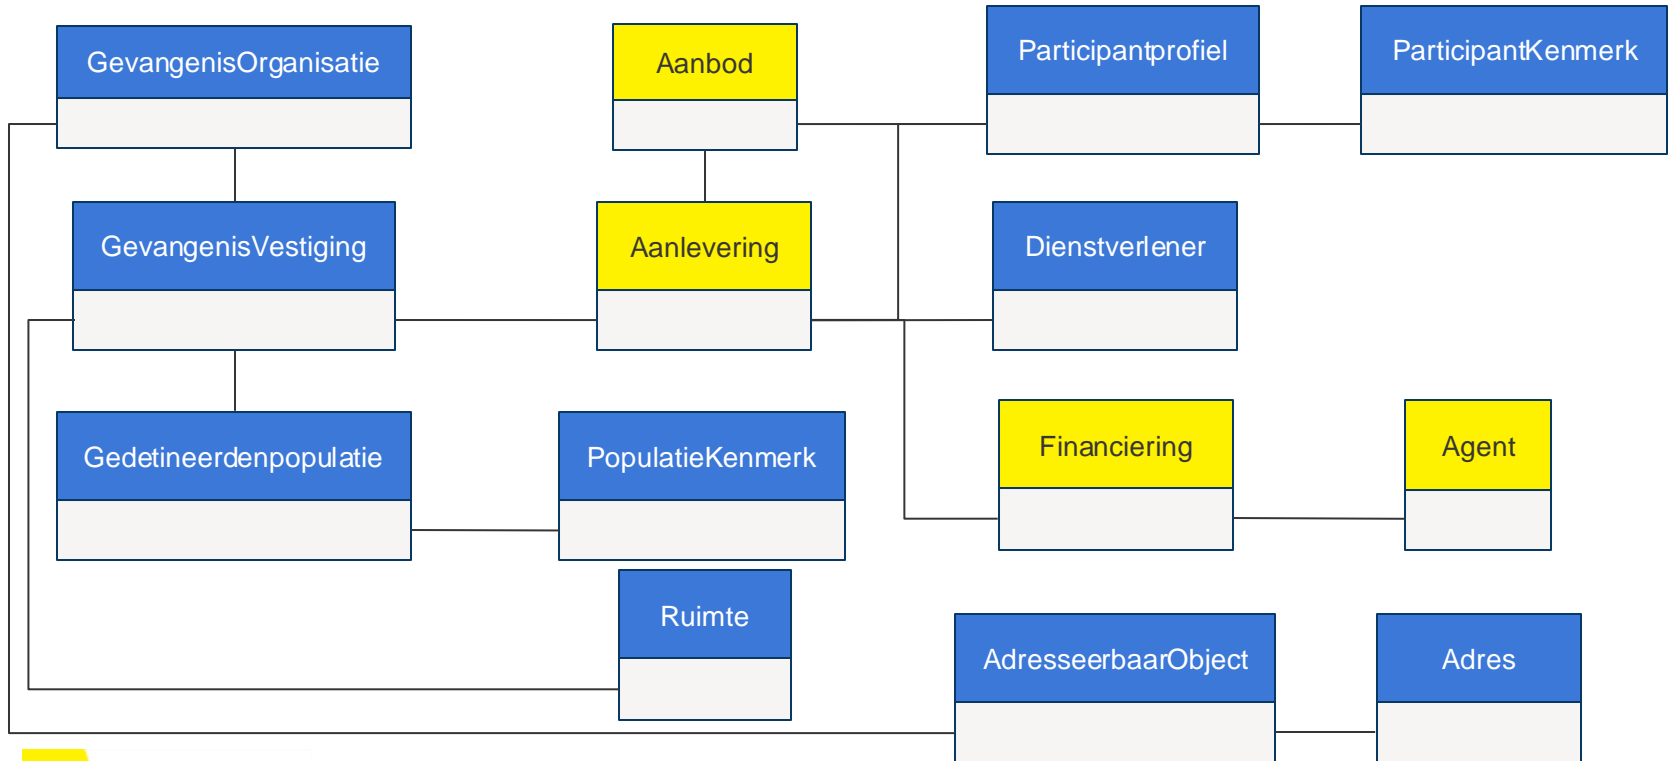 GevangenisOrganisatie
Aanbod
Participantprofiel
ParticipantKenmerk
GevangenisVestiging
Aanlevering
Dienstverlener
Gedetineerdenpopulatie
PopulatieKenmerk
Financiering
Agent
Ruimte
AdresseerbaarObject
Adres